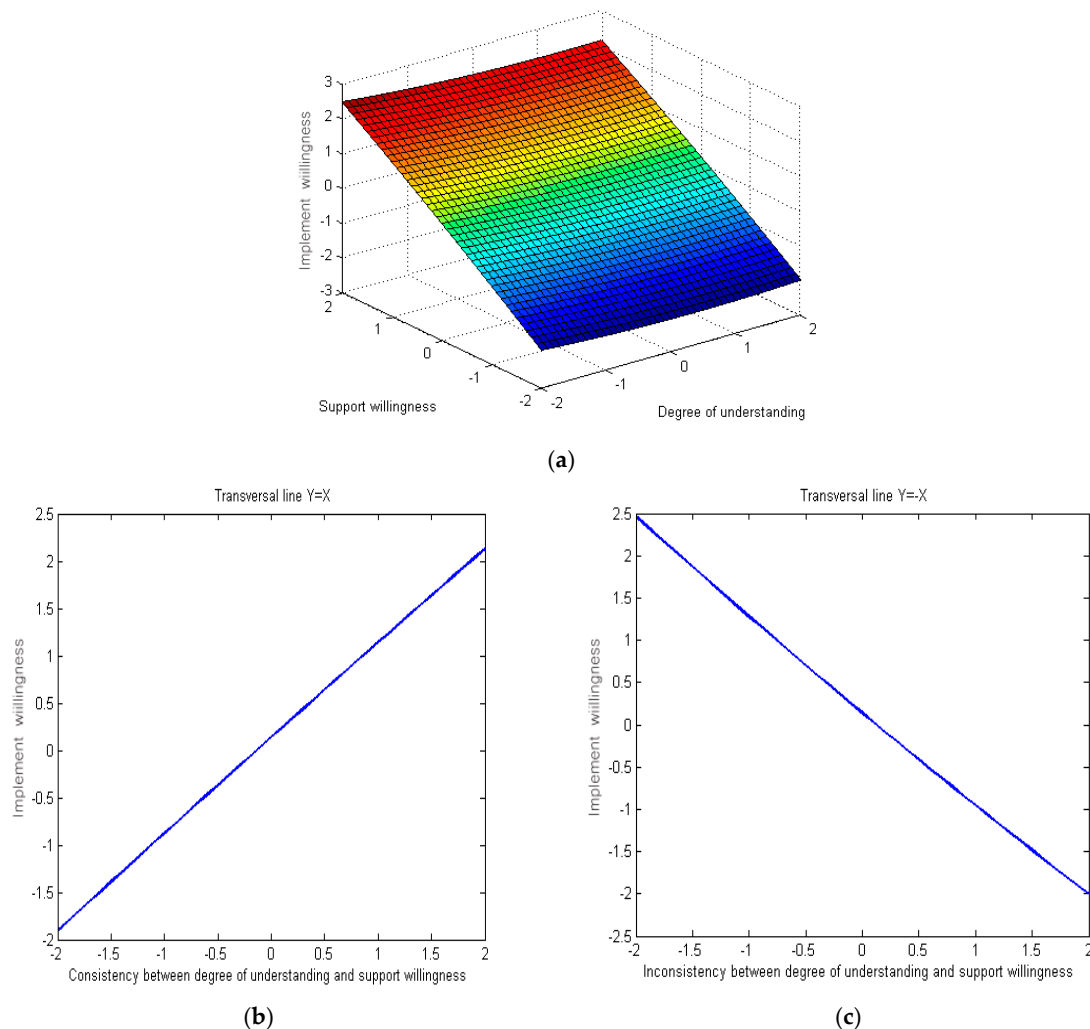 3
2
1
0
-1
-2
-3
Implement wiillingness
2
1
0
-1
-2
Support willingness
-2
-1
0
1
2
Degree of understanding
(a)
Transversal line Y=X
2.5
2
1.5
1
0.5
0
-0.5
-1
-1.5
-2
Implement wiillingness
-2 -1.5 -1 -0.5 0 0.5 1 1.5 2
Consistency between degree of understanding and support willingness
(b)
Transversal line Y=-X
2.5
2
1.5
1
0.5
0
-0.5
-1
-1.5
-2
-2.5
Implement wiillingness
-2 -1.5 -1 -0.5 0 0.5 1 1.5 2
Inconsistency between degree of understanding and support willingness
(c)